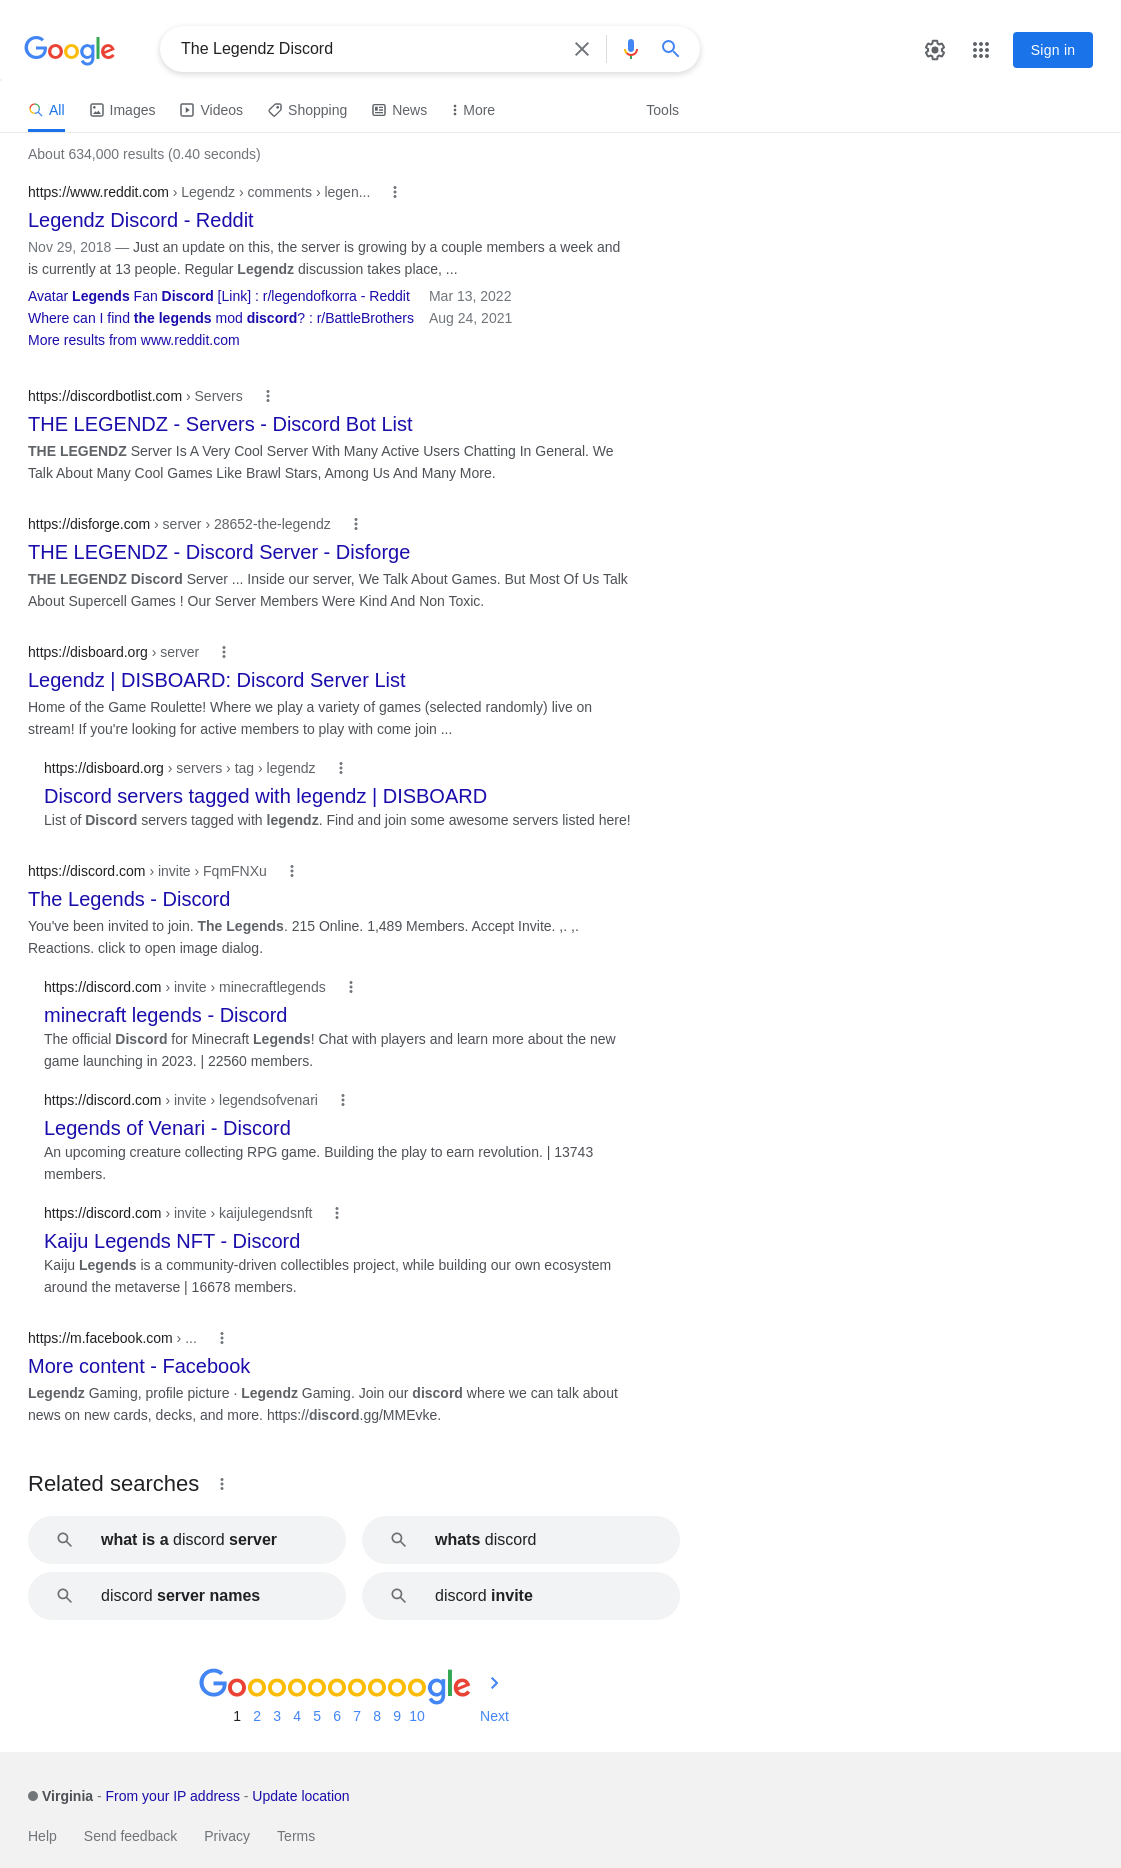 Google
The Legendz Discord
Sign in
All
Images
Videos
Shopping
News
More
Tools
About 634,000 results (0.40 seconds)
https://www.reddit.com › Legendz › comments › legen...
Legendz Discord - Reddit
Nov 29, 2018 — Just an update on this, the server is growing by a couple members a week and
is currently at 13 people. Regular Legendz discussion takes place, ...
Avatar Legends Fan Discord [Link] : r/legendofkorra - Reddit Mar 13, 2022
Where can I find the legends mod discord? : r/BattleBrothers Aug 24, 2021
More results from www.reddit.com
https://discordbotlist.com › Servers
THE LEGENDZ - Servers - Discord Bot List
THE LEGENDZ Server Is A Very Cool Server With Many Active Users Chatting In General. We
Talk About Many Cool Games Like Brawl Stars, Among Us And Many More.
https://disforge.com › server › 28652-the-legendz
THE LEGENDZ - Discord Server - Disforge
THE LEGENDZ Discord Server ... Inside our server, We Talk About Games. But Most Of Us Talk
About Supercell Games ! Our Server Members Were Kind And Non Toxic.
https://disboard.org › server
Legendz | DISBOARD: Discord Server List
Home of the Game Roulette! Where we play a variety of games (selected randomly) live on
stream! If you're looking for active members to play with come join ...
https://disboard.org › servers › tag › legendz
Discord servers tagged with legendz | DISBOARD
List of Discord servers tagged with legendz. Find and join some awesome servers listed here!
https://discord.com › invite › FqmFNXu
The Legends - Discord
You've been invited to join. The Legends. 215 Online. 1,489 Members. Accept Invite. ,. ,.
Reactions. click to open image dialog.
https://discord.com › invite › minecraftlegends
minecraft legends - Discord
The official Discord for Minecraft Legends! Chat with players and learn more about the new
game launching in 2023. | 22560 members.
https://discord.com › invite › legendsofvenari
Legends of Venari - Discord
An upcoming creature collecting RPG game. Building the play to earn revolution. | 13743
members.
https://discord.com › invite › kaijulegendsnft
Kaiju Legends NFT - Discord
Kaiju Legends is a community-driven collectibles project, while building our own ecosystem
around the metaverse | 16678 members.
https://m.facebook.com › ...
More content - Facebook
Legendz Gaming, profile picture · Legendz Gaming. Join our discord where we can talk about
news on new cards, decks, and more. https://discord.gg/MMEvke.
Related searches
what is a discord server
whats discord
discord server names
discord invite
Goooooooooogle
1 2 3 4 5 6 7 8 9 10 Next
Virginia - From your IP address - Update location
Help Send feedback Privacy Terms